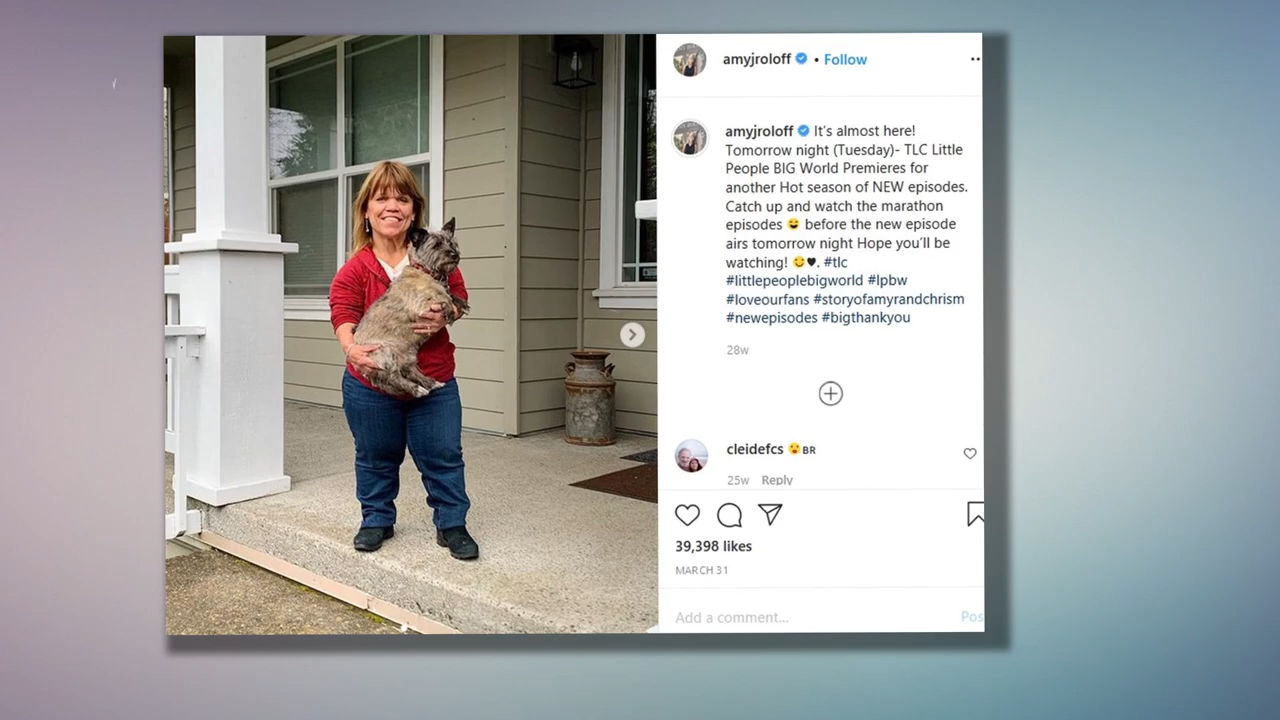 amyjroloff • Follow
amyjroloff It's almost here!
Tomorrow night (Tuesday)- TLC Little
People BIG World Premieres for
another Hot season of NEW episodes.
Catch up and watch the marathon
episodes 😄 before the new episode
airs tomorrow night Hope you'll be
watching! 😄🖤. #tlc
#littlepeoplebigworld #lpbw
#loveourfans #storyofamyrandchrism
#newepisodes #bigthankyou
28w
cleidefcs 😮 BR
25w Reply
39,398 likes
MARCH 31
Add a comment...
Pos